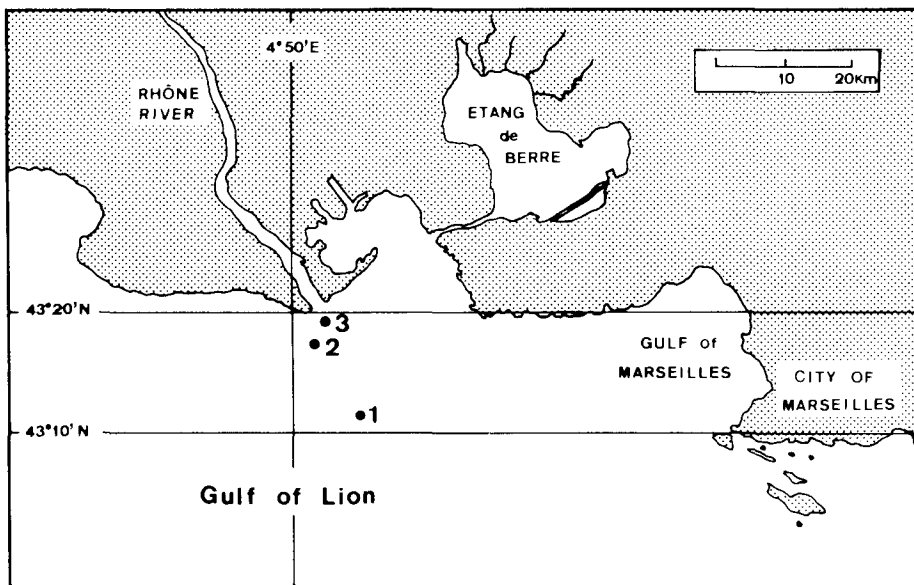 4°50'E
10 20Km
RHÔNE
RIVER
ETANG
de
BERRE
43°20'N
3
2
GULF of
MARSEILLES
CITY OF
MARSEILLES
1
43°10'N
Gulf of Lion